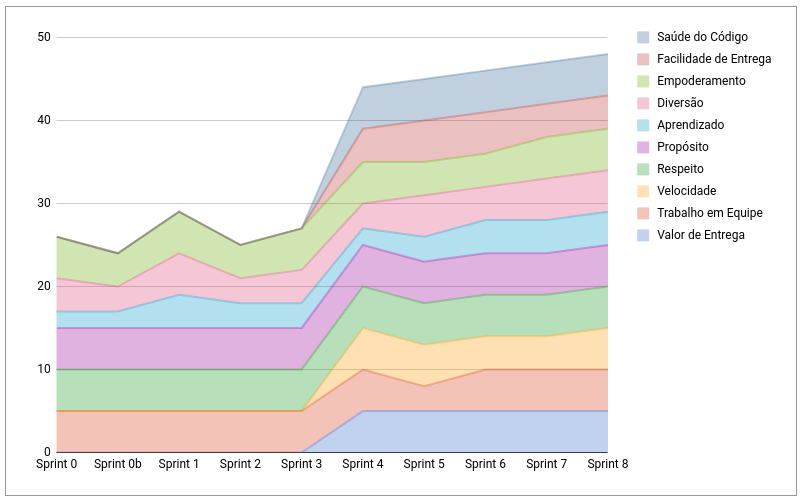 50
40
30
20
10
0
Sprint 0 Sprint 0b Sprint 1 Sprint 2 Sprint 3 Sprint 4 Sprint 5 Sprint 6 Sprint 7 Sprint 8
Saúde do Código
Facilidade de Entrega
Empoderamento
Diversão
Aprendizado
Propósito
Respeito
Velocidade
Trabalho em Equipe
Valor de Entrega